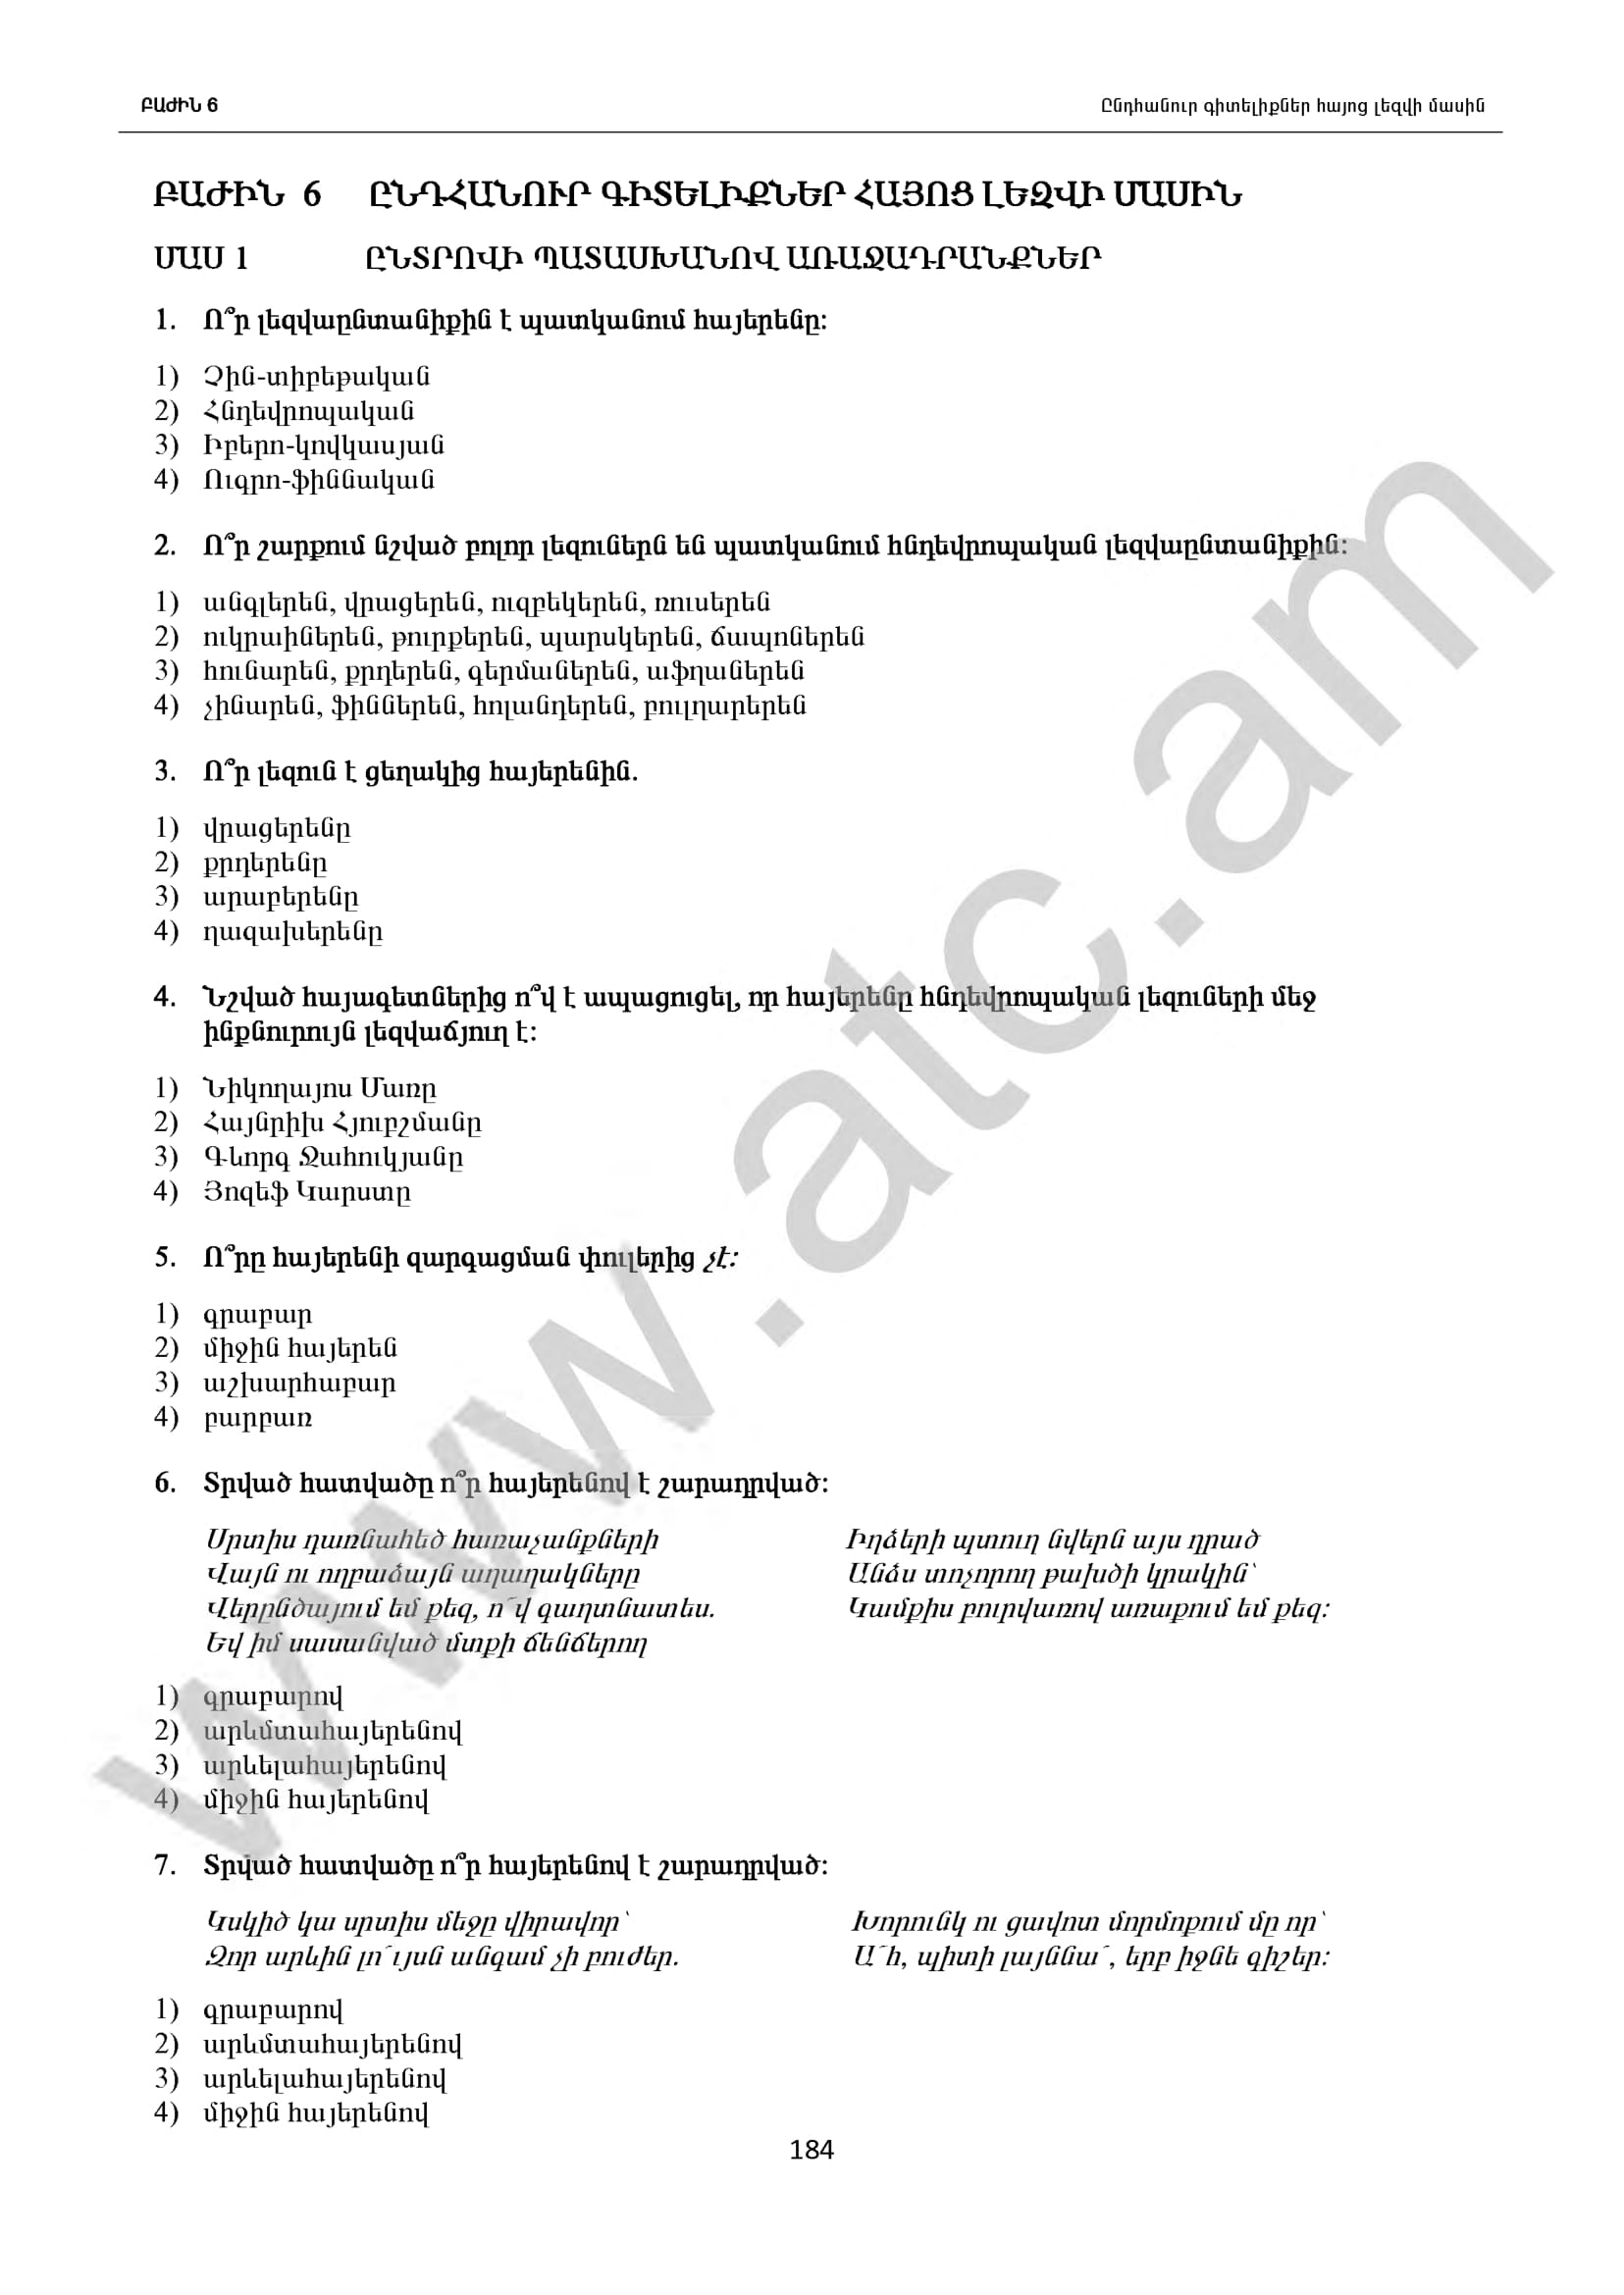 ԲԱԺԻՆ 6
Ընդհանուր գիտելիքներ հայոց լեզվի մասին
ԲԱԺԻՆ 6 ԸՆԴՀԱՆՈՒՐ ԳԻՏԵԼԻՔՆԵՐ ՀԱՅՈՑ ԼԵԶՎԻ ՄԱՍԻՆ
ՄԱՍ 1 ԸՆՏՐՈՎԻ ՊԱՏԱՍԽԱՆՈՎ ԱՌԱՋԱԴՐԱՆՔՆԵՐ
1. Ո՞ր լեզվաընտանիքին է պատկանում հայերենը:
1) Չին-տիբեթական
2) Հնդեվրոպական
3) Իբերո-կովկասյան
4) Ուգրո-ֆիննական
2. Ո՞ր շարքում նշված բոլոր լեզուներն են պատկանում հնդեվրոպական լեզվաընտանիքին:
1) անգլերեն, վրացերեն, ուզբեկերեն, ռուսերեն
2) ուկրաիներեն, թուրքերեն, պարսկերեն, ճապոներեն
3) հունարեն, քրդերեն, գերմաներեն, աֆղաներեն
4) չինարեն, ֆիններեն, հոլանդերեն, բուլղարերեն
3. Ո՞ր լեզուն է ցեղակից հայերենին.
1) վրացերենը
2) քրդերենը
3) արաբերենը
4) ղազախերենը
4. Նշված հայագետներից ո՞վ է ապացուցել, որ հայերենը հնդեվրոպական լեզուների մեջ
ինքնուրույն լեզվաճյուղ է:
1) Նիկողայոս Մառը
2) Հայնրիխ Հյուբշմանը
3) Գևորգ Ջահուկյանը
4) Յոզեֆ Կարստը
5. Ո՞րը հայերենի զարգացման փուլերից չէ:
1) գրաբար
2) միջին հայերեն
3) աշխարհաբար
4) բարբառ
6. Տրված հատվածը ո՞ր հայերենով է շարադրված:
Սրտիս դառնահեծ հառաչանքների
Վայն ու ողբաձայն աղաղակները
Վերընծայում եմ քեզ, ո՜վ գաղտնատես.
Եվ իմ սասանված մտքի ճենճերող
Իղձերի պտուղ նվերն այս դրած
Անձս տոչորող թախծի կրակին՝
Կամքիս բուրվառով առաքում եմ քեզ:
1) գրաբարով
2) արևմտահայերենով
3) արևելահայերենով
4) միջին հայերենով
7. Տրված հատվածը ո՞ր հայերենով է շարադրված:
Կսկիծ կա սրտիս մեջը վիրավոր՝
Զոր արևին լո՜ւյսն անգամ չի բուժեր.
Խորունկ ու ցավոտ մորմոքում մը որ՝
Ա՜հ, պիտի լայննա՜, երբ իջնե գիշեր:
1) գրաբարով
2) արևմտահայերենով
3) արևելահայերենով
4) միջին հայերենով
184
www.atc.am